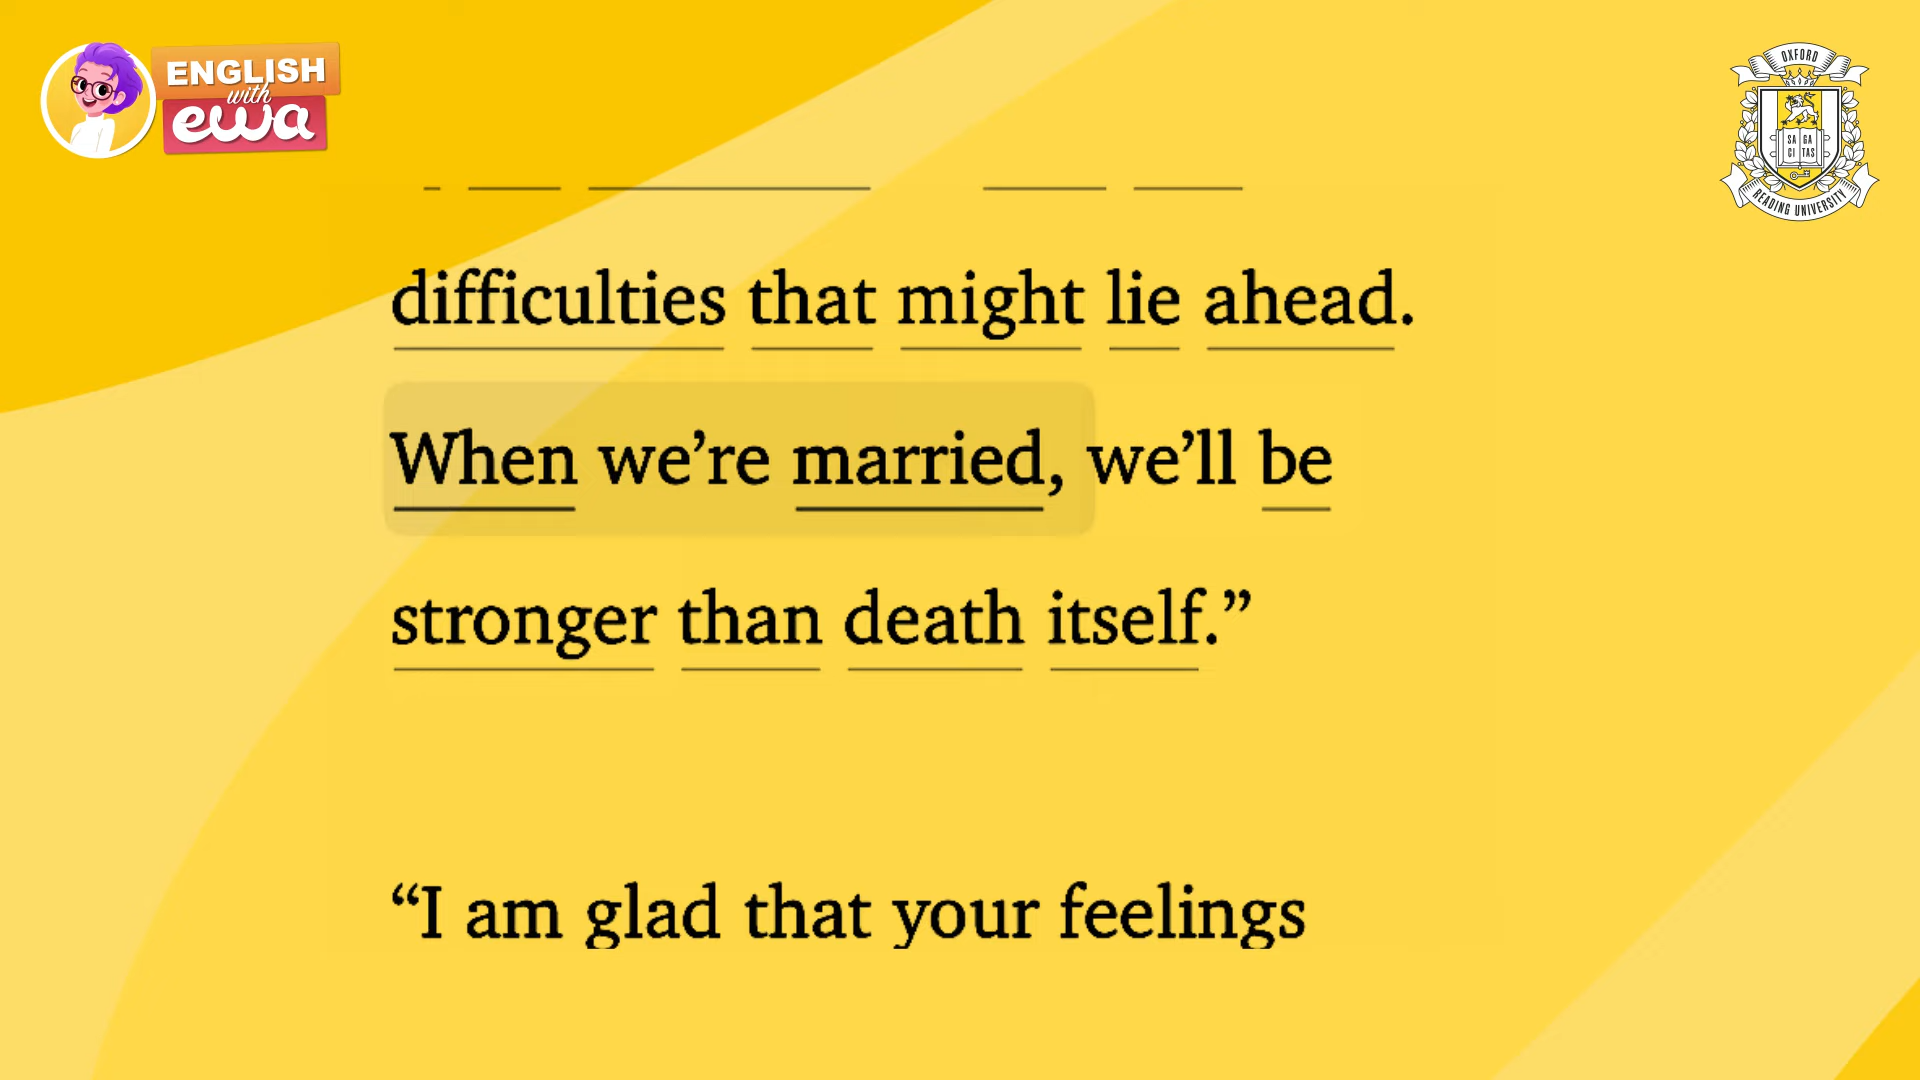 ENGLISH
with
ewa
OXFORD
SA GA
CI TAS
READING UNIVERSITY
difficulties that might lie ahead.
When we’re married, we’ll be
stronger than death itself.”
“I am glad that your feelings